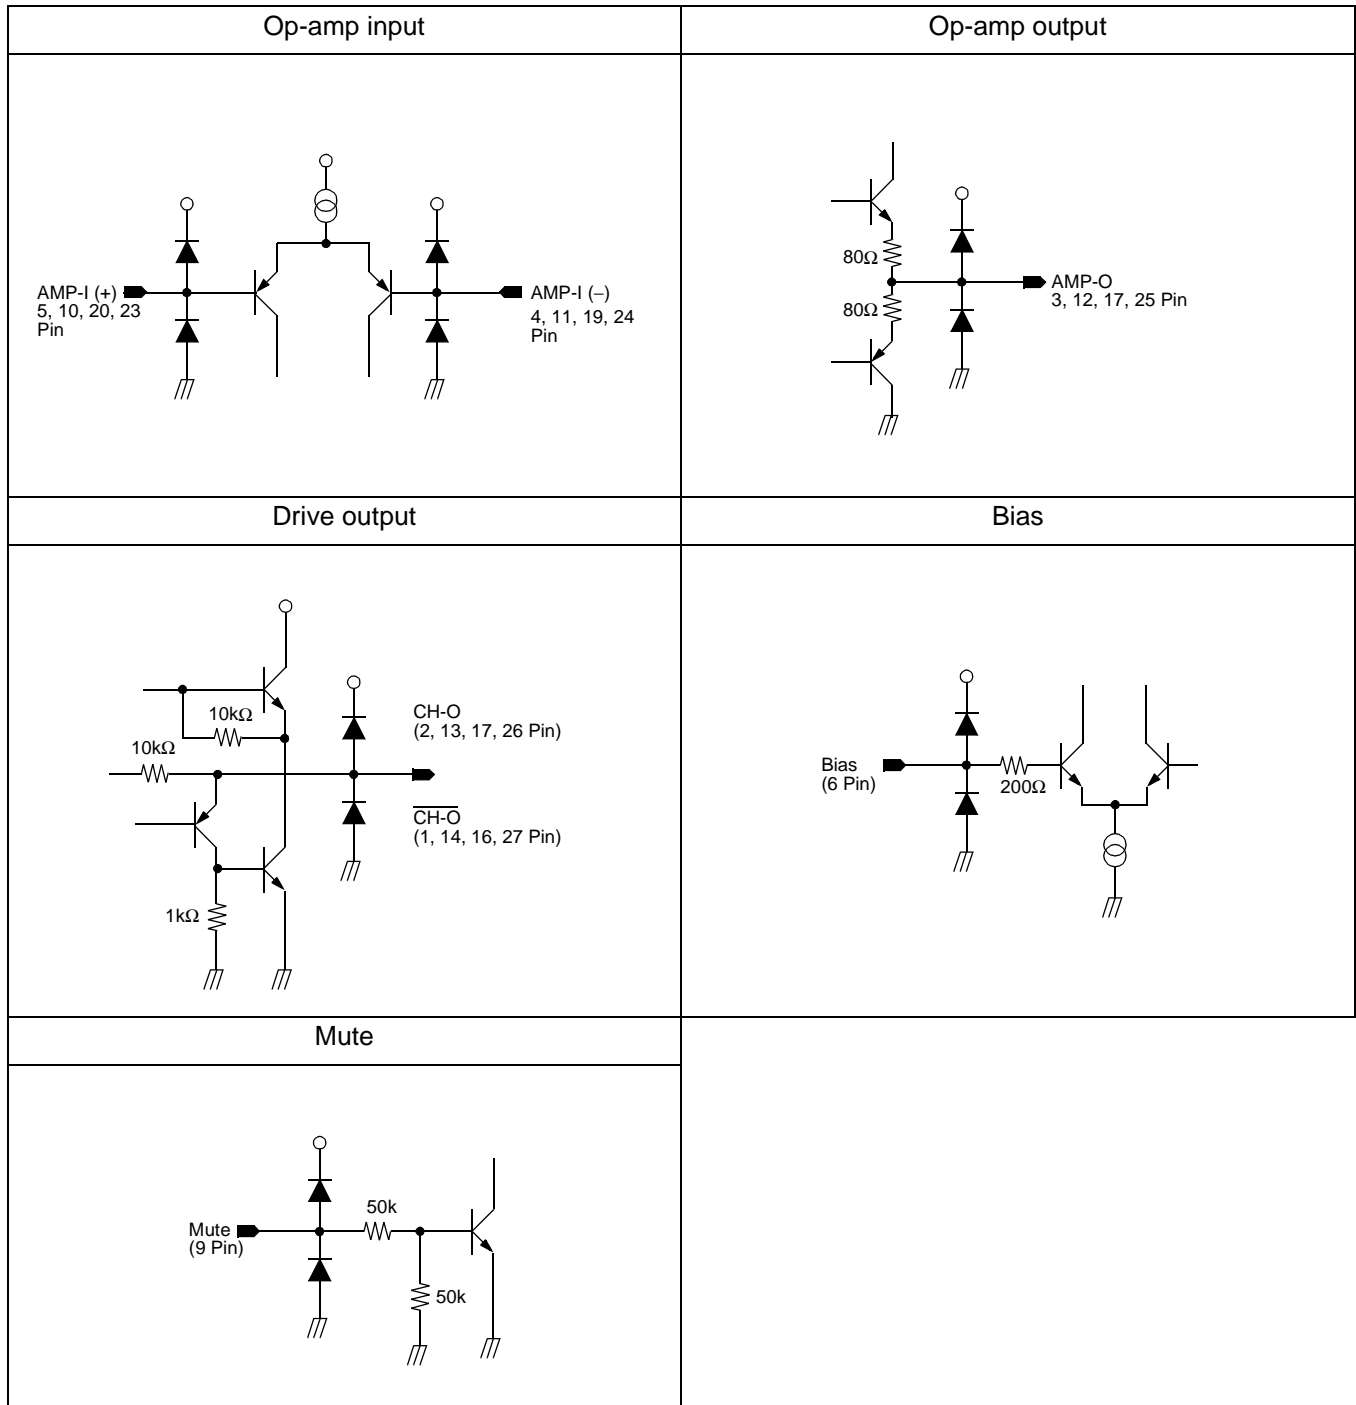 Op-amp input
Op-amp output
AMP-I (+)
5, 10, 20, 23
Pin
AMP-I (–)
4, 11, 19, 24
Pin
80Ω
80Ω
AMP-O
3, 12, 17, 25 Pin
Drive output
Bias
10kΩ
10kΩ
1kΩ
CH-O
(2, 13, 17, 26 Pin)
CH-O
(1, 14, 16, 27 Pin)
Bias
(6 Pin)
200Ω
Mute
Mute
(9 Pin)
50k
50k